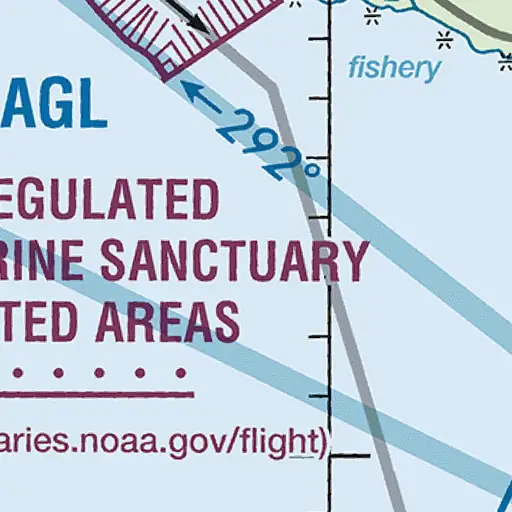 fishery
AGL
292°
EGULATED
RINE SANCTUARY
TED AREAS
aries.noaa.gov/flight)